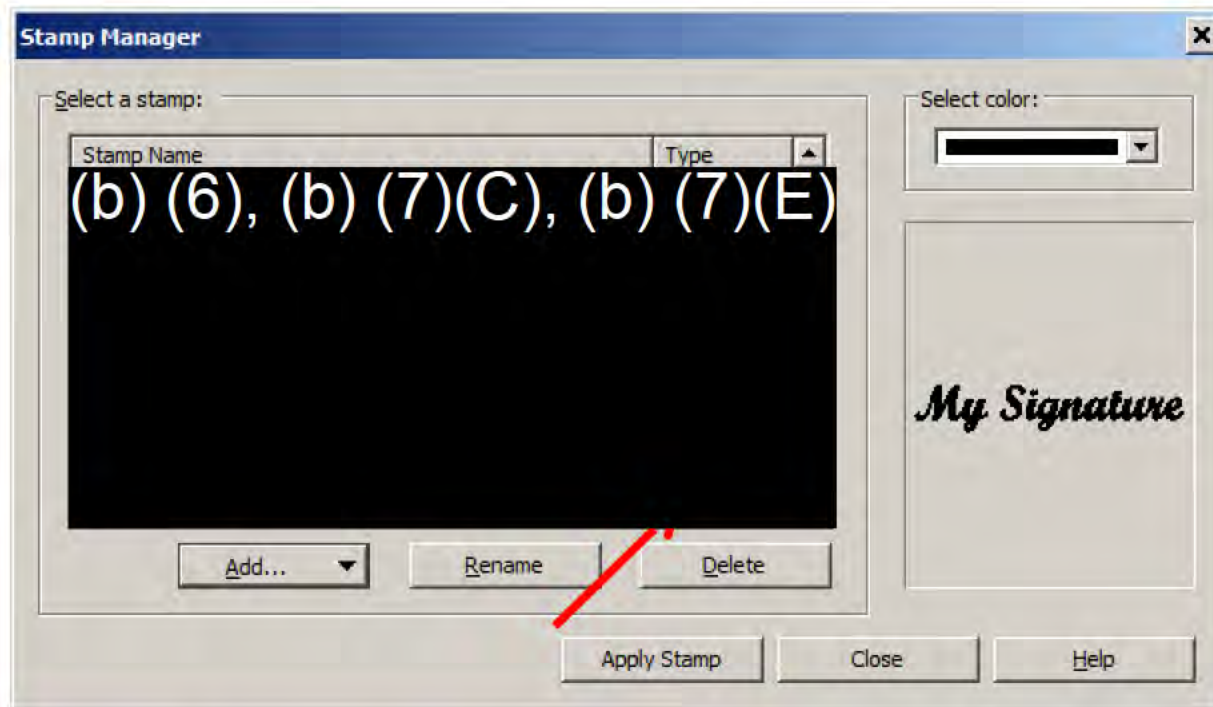 Stamp Manager
Select a stamp:
Select color:
Stamp Name Type
(b) (6), (b) (7)(C), (b) (7)(E)
My Signature
Add... Rename Delete
Apply Stamp Close Help